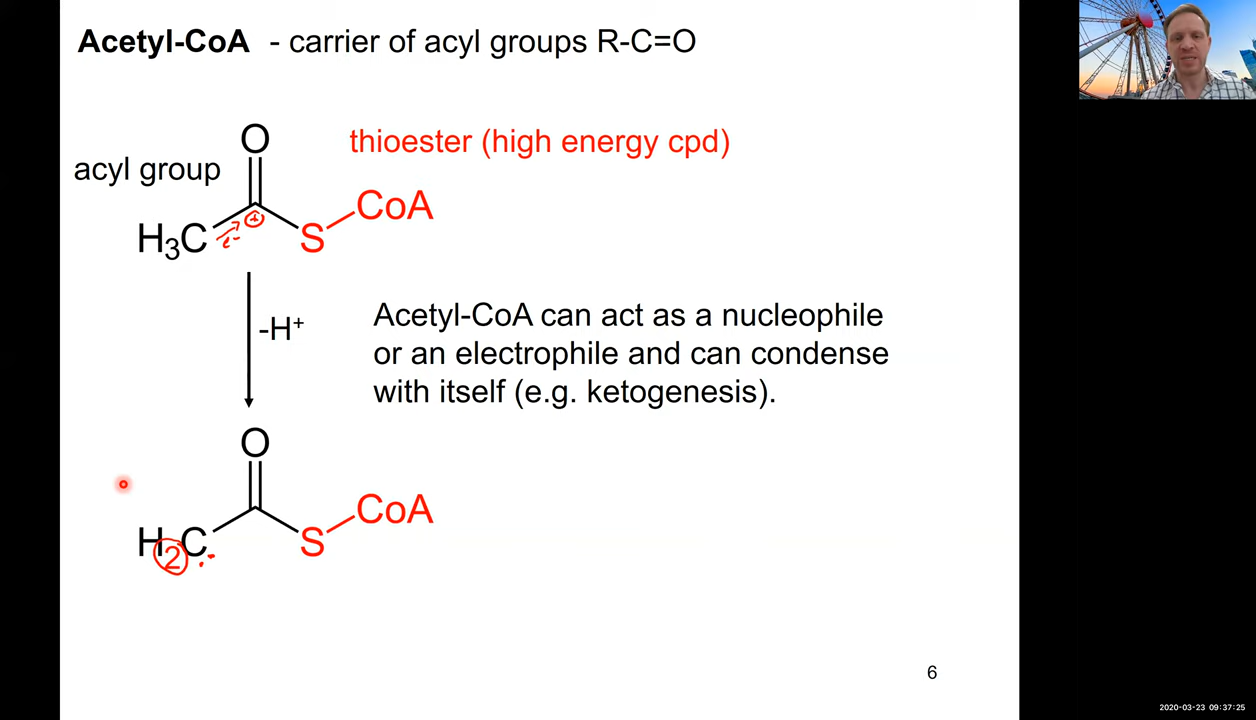 Acetyl-CoA - carrier of acyl groups R-C=O
O
thioester (high energy cpd)
acyl group
CoA
+
H₃C
e-
S
-H⁺
Acetyl-CoA can act as a nucleophile
or an electrophile and can condense
with itself (e.g. ketogenesis).
O
CoA
H₂C
S
6
2020-03-23 09:37:25